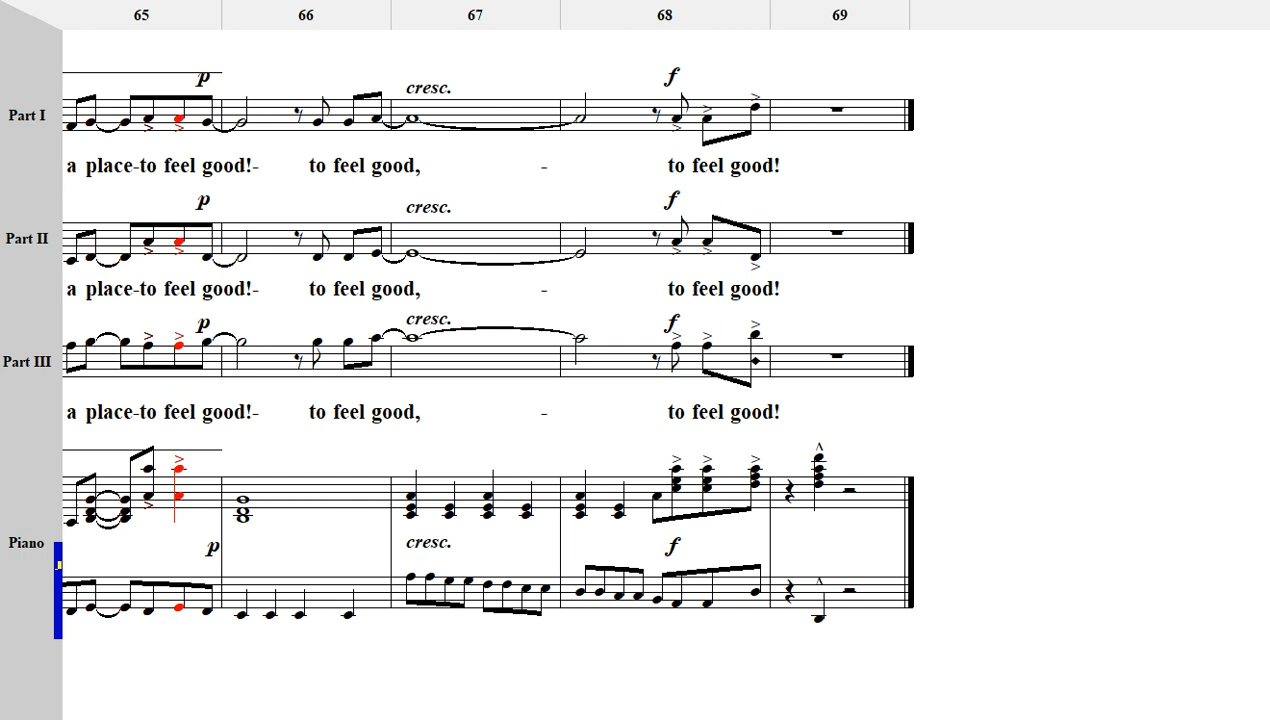 65 66 67 68 69
p cresc. f
Part I
a place-to feel good!- to feel good, - to feel good!
p cresc. f
Part II
a place-to feel good!- to feel good, - to feel good!
p cresc. f
Part III
a place-to feel good!- to feel good, - to feel good!
Piano
p cresc. f